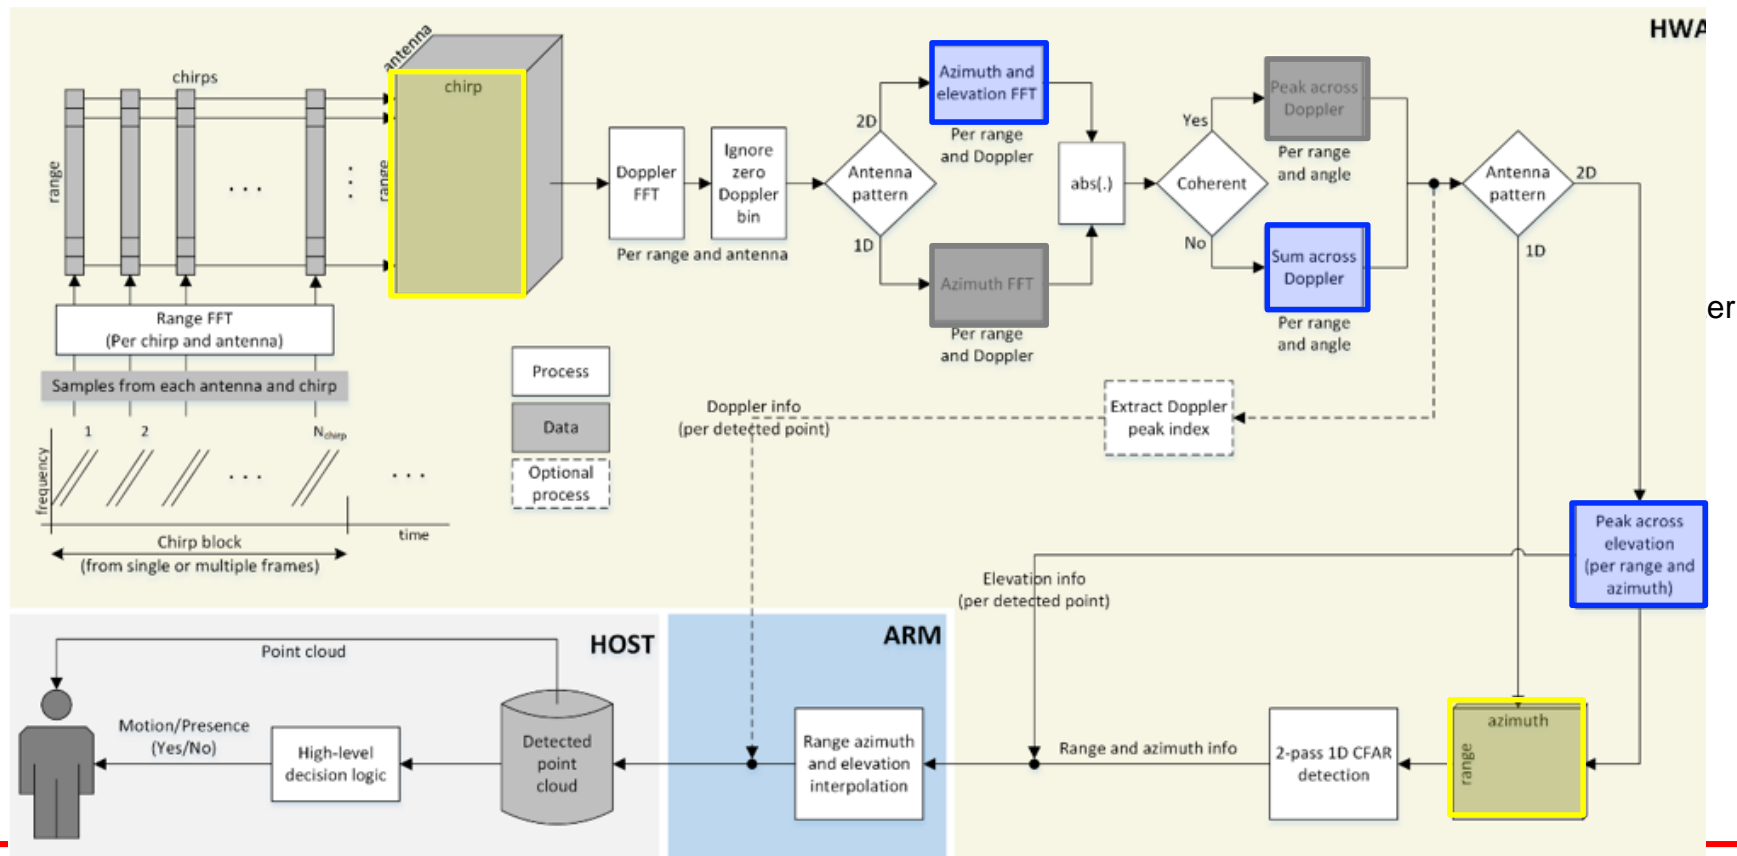 HWA
chirps
antenna
chirp
range
range
Range FFT
(Per chirp and antenna)
Samples from each antenna and chirp
1
2
Nchirp
frequency
time
Chirp block
(from single or multiple frames)
Process
Data
Optional
process
Doppler
FFT
Ignore
zero
Doppler
bin
Per range and antenna
Antenna
pattern
2D
1D
Azimuth and
elevation FFT
Per range
and Doppler
Azimuth FFT
Per range
and Doppler
abs(.)
Coherent
Yes
No
Peak across
Doppler
Per range
and angle
Sum across
Doppler
Per range
and angle
Antenna
pattern
2D
1D
er
Extract Doppler
peak index
Doppler info
(per detected point)
Peak across
elevation
(per range and
azimuth)
Elevation info
(per detected point)
azimuth
range
2-pass 1D CFAR
detection
Range and azimuth info
ARM
Range azimuth
and elevation
interpolation
HOST
Point cloud
Detected
point
cloud
High-level
decision logic
Motion/Presence
(Yes/No)